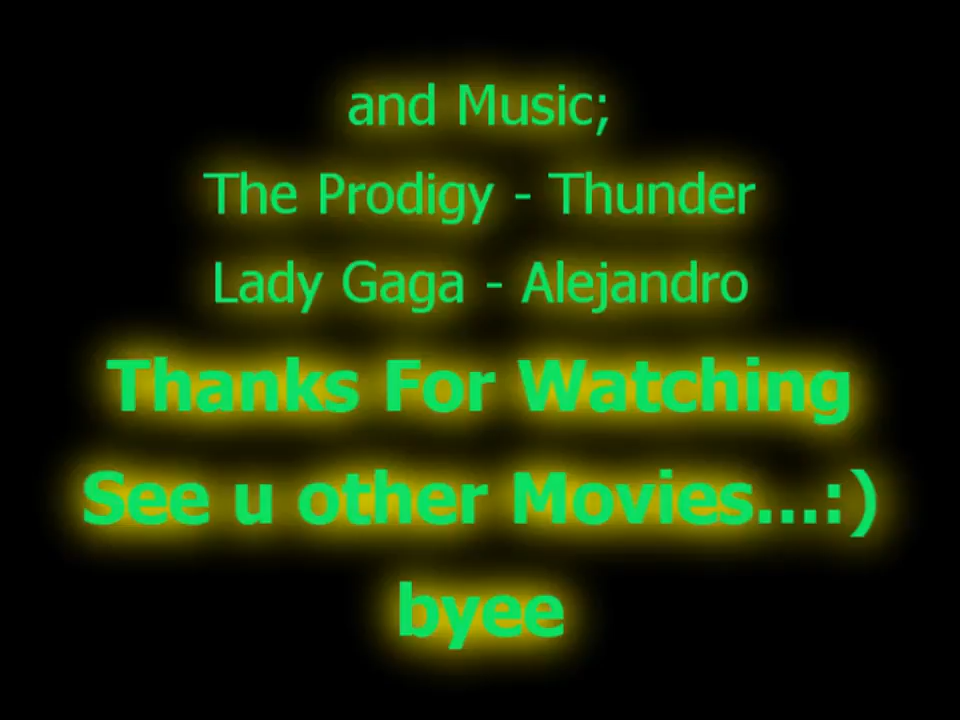 and Music;
The Prodigy - Thunder
Lady Gaga - Alejandro
Thanks For Watching
See u other Movies...:)
byee